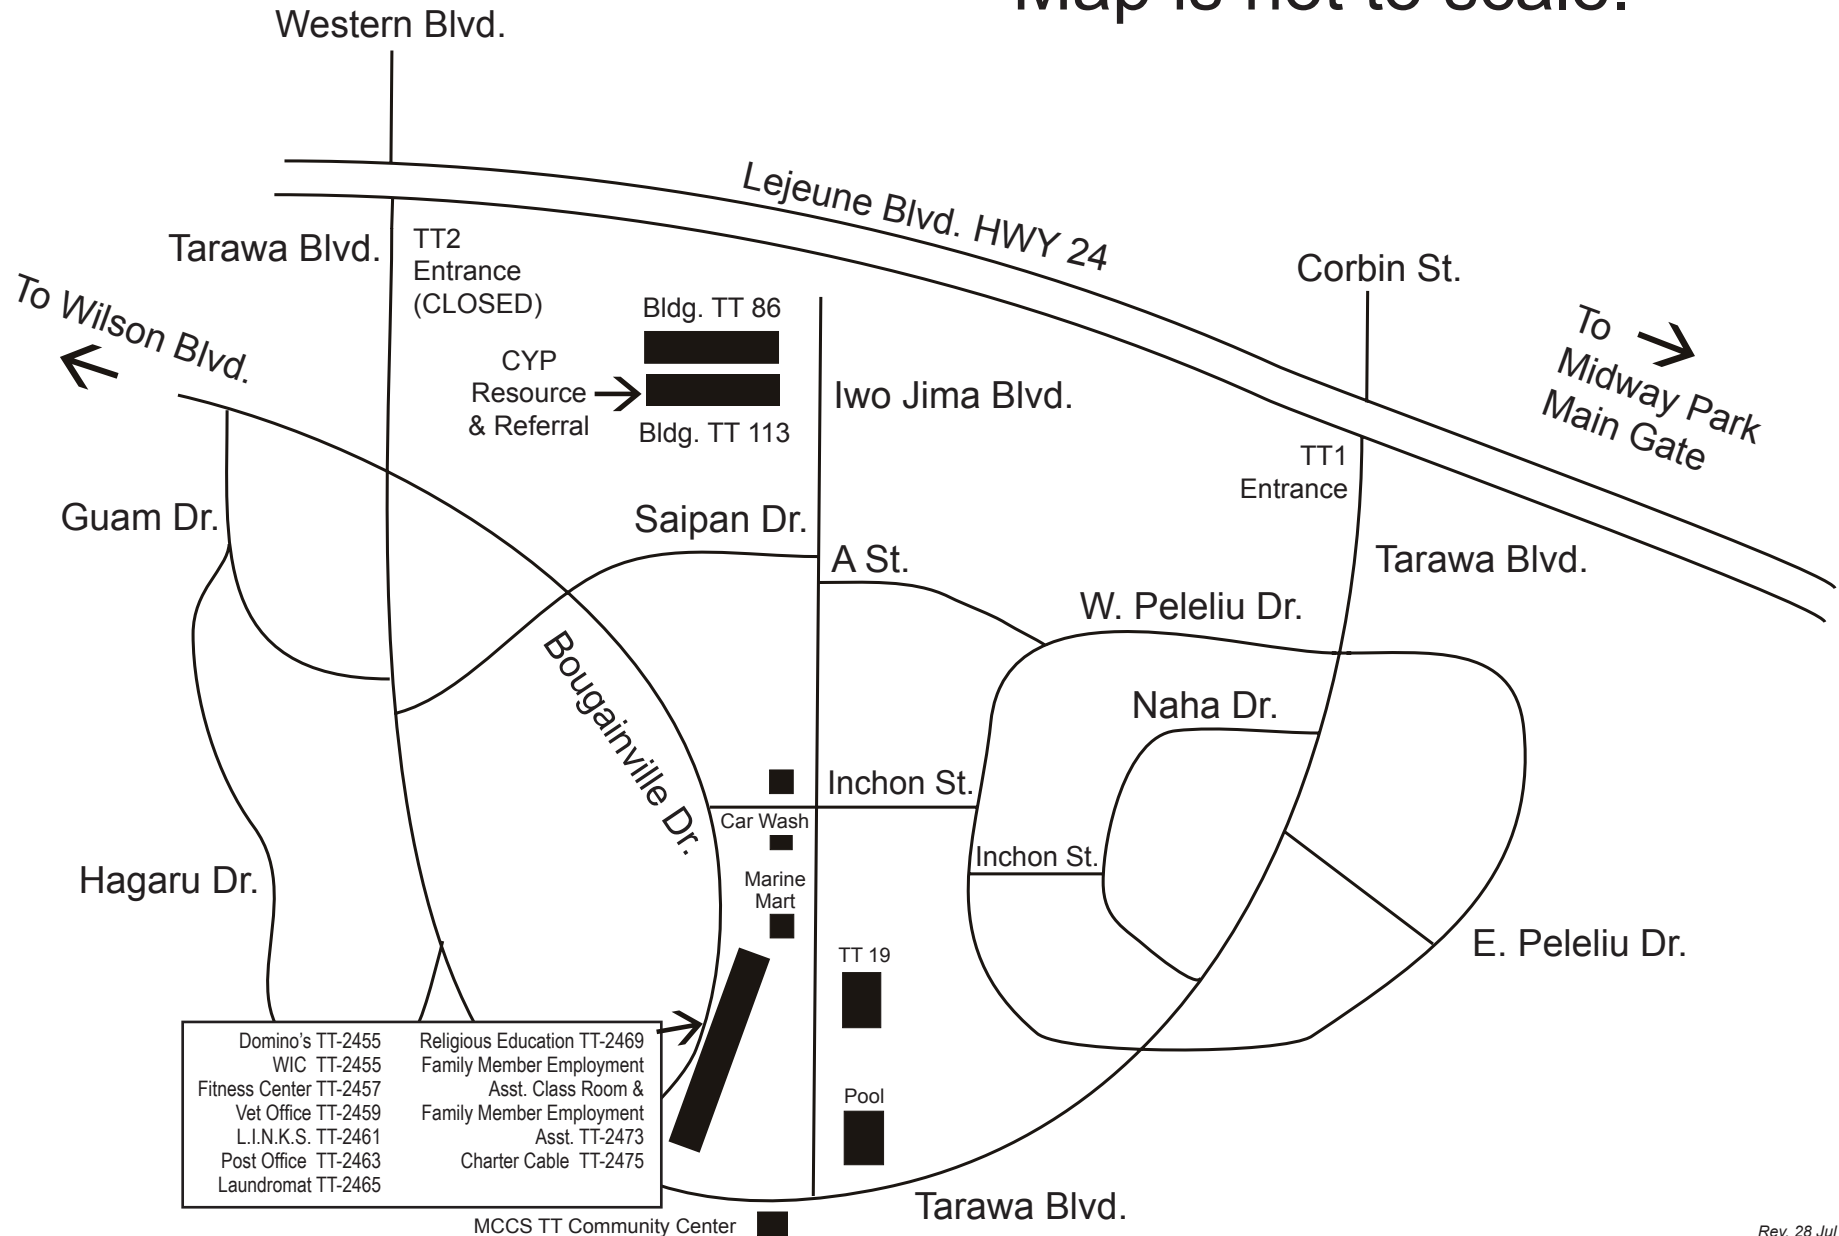 Map is not to scale.
Western Blvd.
Lejeune Blvd. HWY 24
Tarawa Blvd.
TT2
Entrance
(CLOSED)
Corbin St.
To Wilson Blvd.
To
Midway Park
Main Gate
Bldg. TT 86
CYP
Resource
& Referral
Bldg. TT 113
Iwo Jima Blvd.
TT1
Entrance
Guam Dr.
Saipan Dr.
A St.
Tarawa Blvd.
W. Peleliu Dr.
Bougainville Dr.
Naha Dr.
Inchon St.
Car Wash
Inchon St.
Hagaru Dr.
Marine
Mart
E. Peleliu Dr.
TT 19
Domino's TT-2455
WIC TT-2455
Fitness Center TT-2457
Vet Office TT-2459
L.I.N.K.S. TT-2461
Post Office TT-2463
Laundromat TT-2465
Religious Education TT-2469
Family Member Employment
Asst. Class Room &
Family Member Employment
Asst. TT-2473
Charter Cable TT-2475
Pool
Tarawa Blvd.
MCCS TT Community Center
Rev. 28 Jul